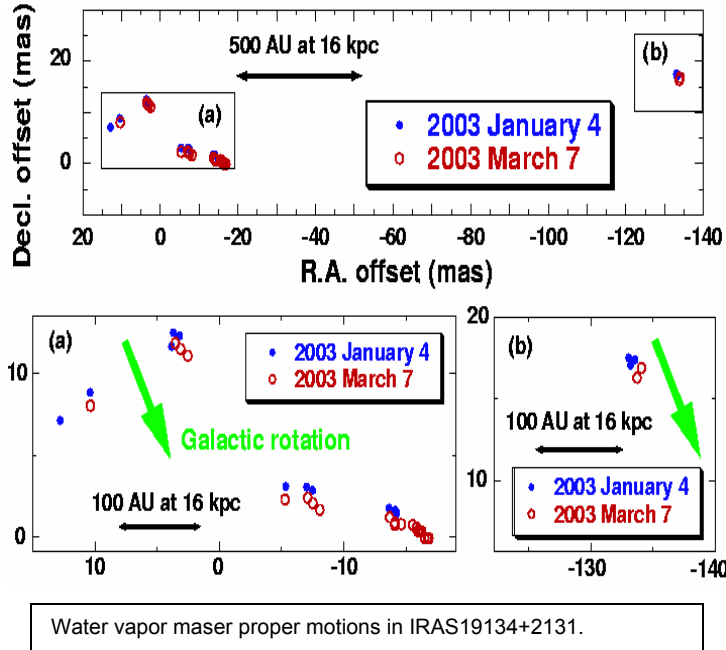 Decl. offset (mas)
20
0
500 AU at 16 kpc
(a)
(b)
2003 January 4
2003 March 7
20 0 -20 -40 -60 -80 -100 -120 -140
R.A. offset (mas)
(a)
2003 January 4
2003 March 7
10
Galactic rotation
100 AU at 16 kpc
0
10 0 -10
20
(b)
100 AU at 16 kpc
10
2003 January 4
2003 March 7
-130 -140
Water vapor maser proper motions in IRAS19134+2131.